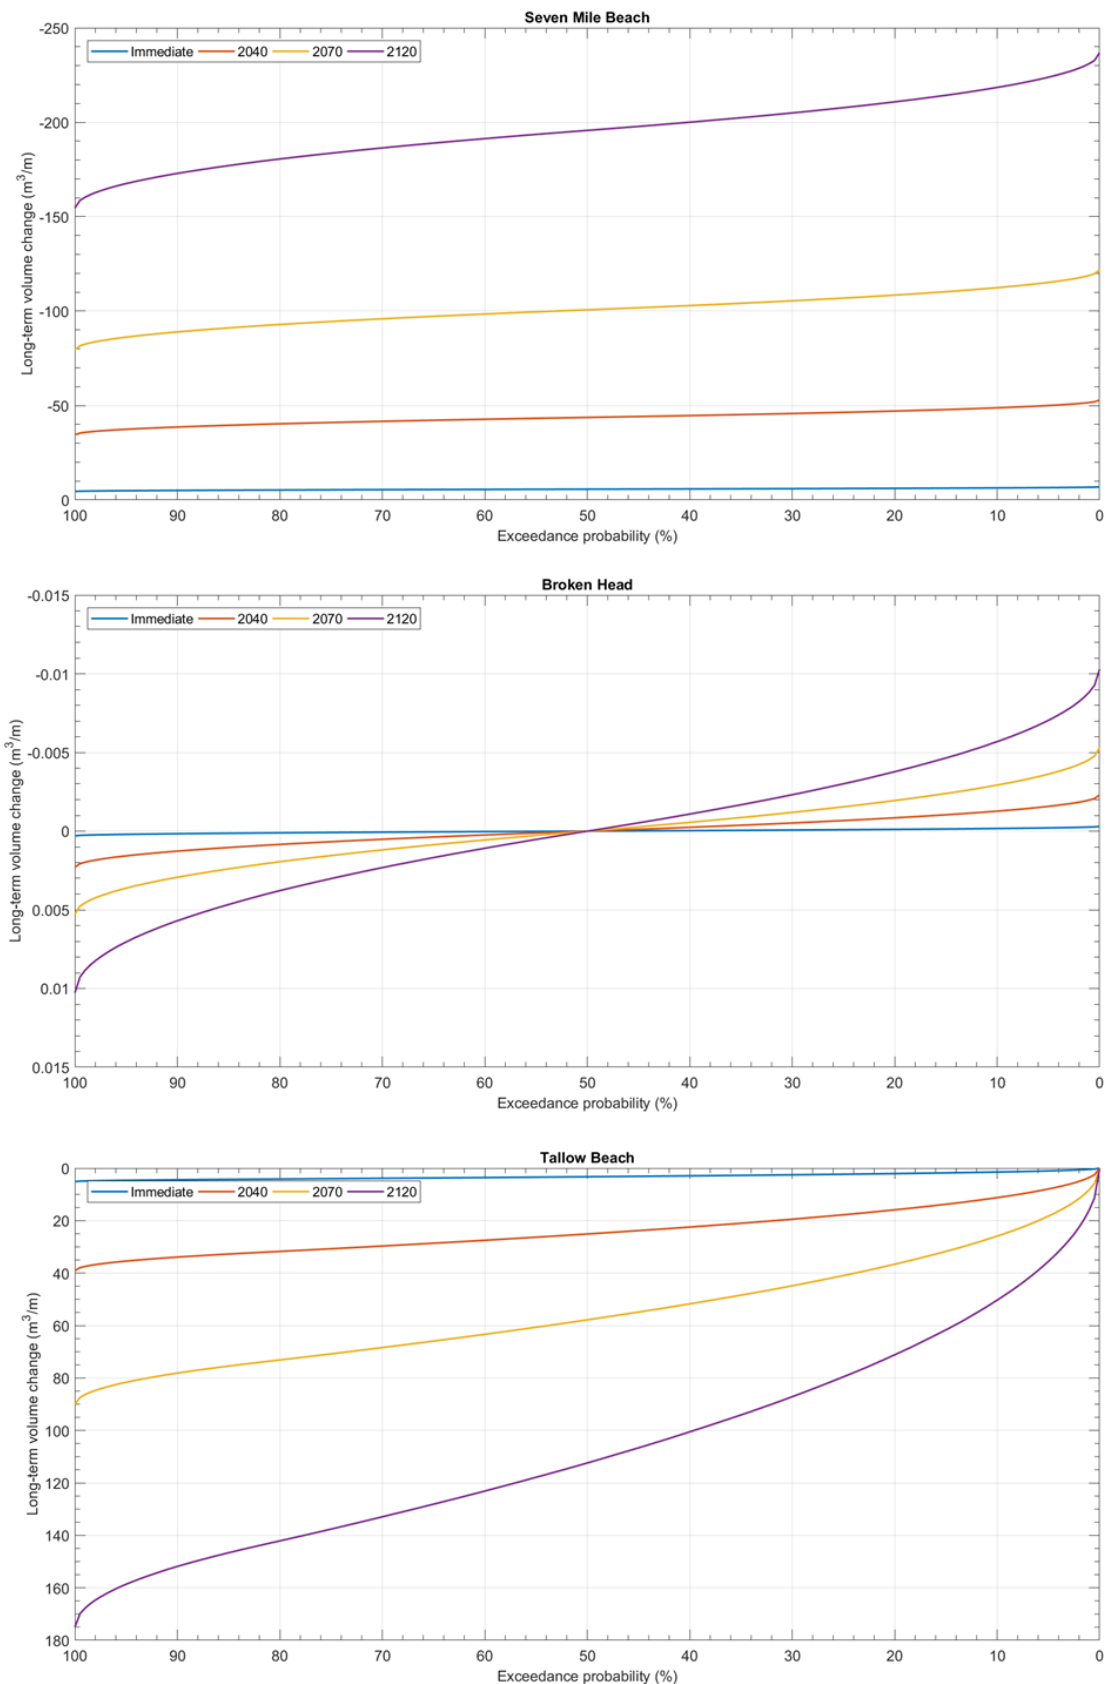 Seven Mile Beach
Immediate 2040 2070 2120
-250
-200
-150
-100
-50
0
Long-term volume change (m³/m)
100 90 80 70 60 50 40 30 20 10 0
Exceedance probability (%)
Broken Head
Immediate 2040 2070 2120
-0.015
-0.01
-0.005
0
0.005
0.01
0.015
Long-term volume change (m³/m)
100 90 80 70 60 50 40 30 20 10 0
Exceedance probability (%)
Tallow Beach
Immediate 2040 2070 2120
0
20
40
60
80
100
120
140
160
180
Long-term volume change (m³/m)
100 90 80 70 60 50 40 30 20 10 0
Exceedance probability (%)